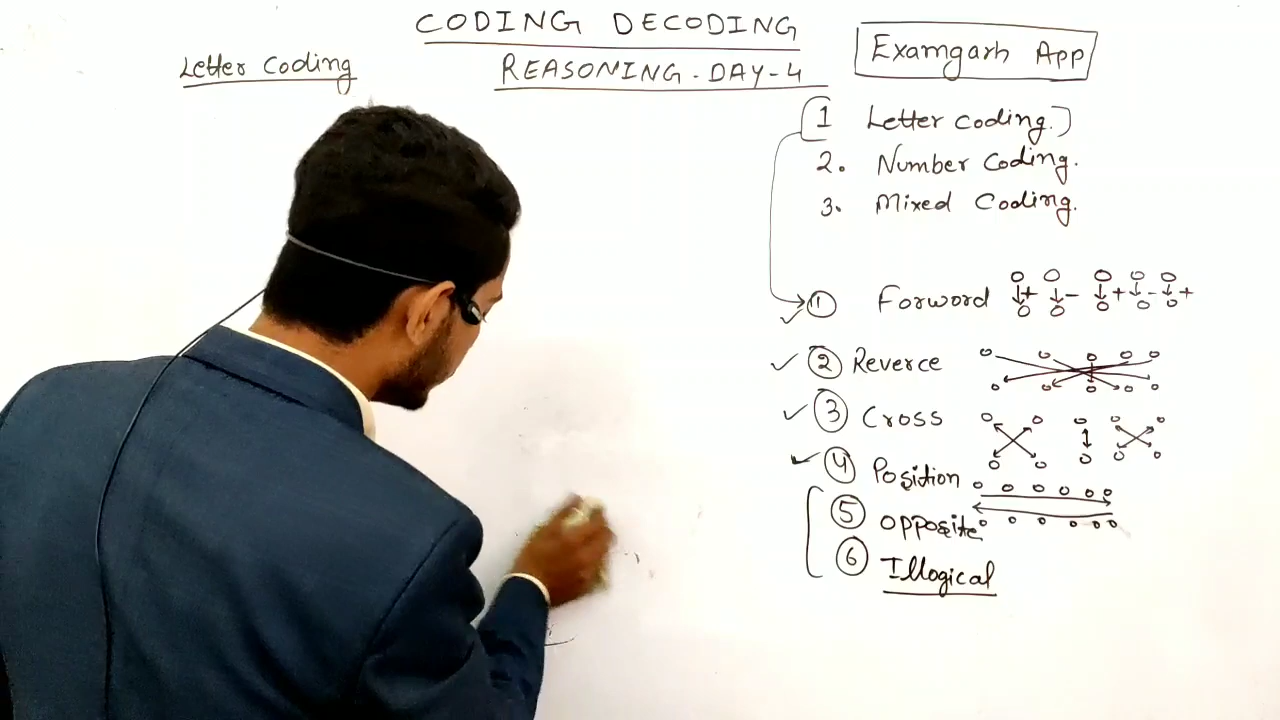 CODING DECODING
REASONING-DAY-4
Examgarh App
Letter Coding
1 Letter coding.
2. Number Coding.
3. Mixed Coding.
1 Forword + - + - +
2 Reverce
3 Cross
4 Position
5 opposite
6 Illogical